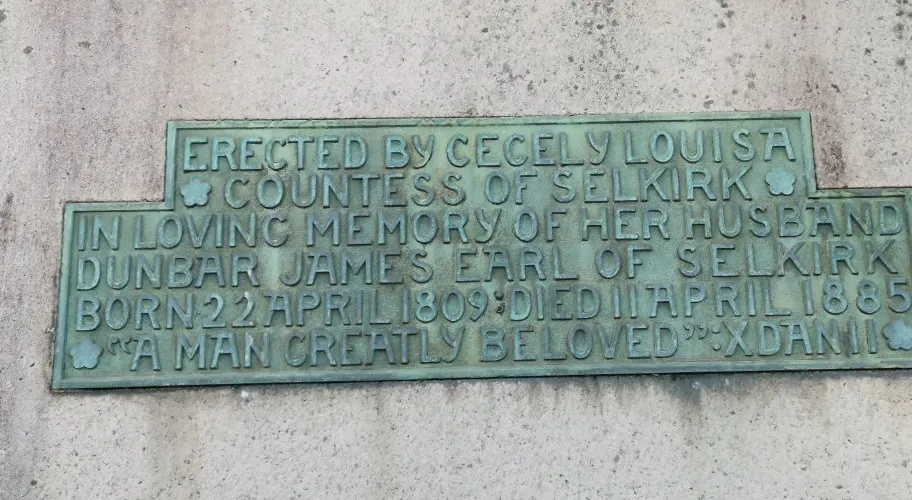 ERECTED BY CECELY LOUISA
COUNTESS OF SELKIRK
IN LOVING MEMORY OF HER HUSBAND
DUNBAR JAMES EARL OF SELKIRK
BORN 22 APRIL 1809 DIED 11 APRIL 1885
"A MAN GREATLY BELOVED":X DAN 11